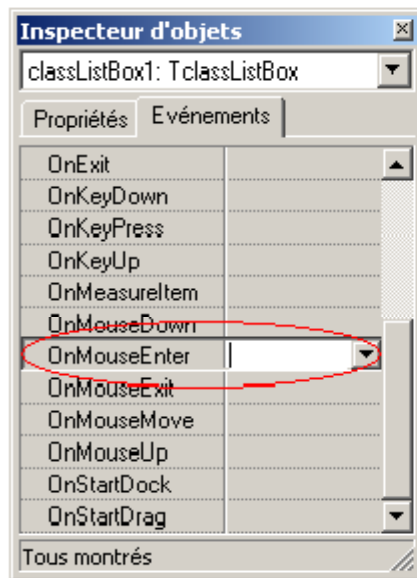 Inspecteur d'objets
classListBox1: TclassListBox
Propriétés Evénements
OnExit
OnKeyDown
OnKeyPress
OnKeyUp
OnMeasureItem
OnMouseDown
OnMouseEnter
OnMouseExit
OnMouseMove
OnMouseUp
OnStartDock
OnStartDrag
Tous montrés